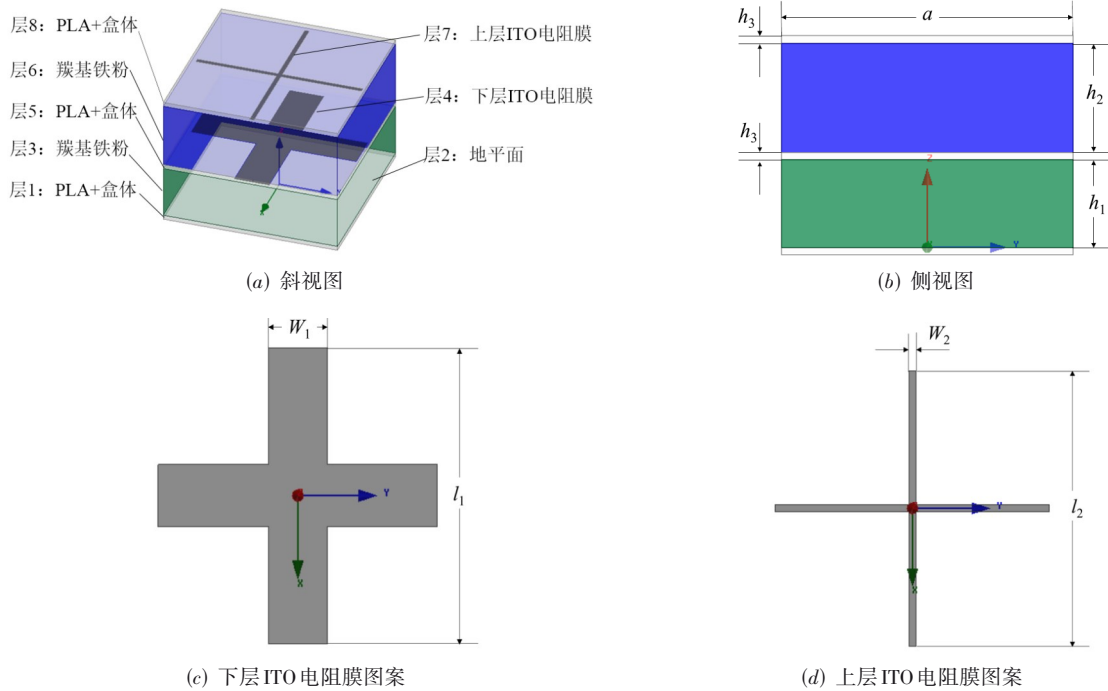 层8：PLA+盒体
层6：羰基铁粉
层5：PLA+盒体
层3：羰基铁粉
层1：PLA+盒体
层7：上层ITO电阻膜
层4：下层ITO电阻膜
层2：地平面
X
(a) 斜视图
h3
a
h2
h3
h1
Z
Y
(b) 侧视图
W1
l1
Y
X
(c) 下层ITO电阻膜图案
W2
l2
Y
X
(d) 上层ITO电阻膜图案